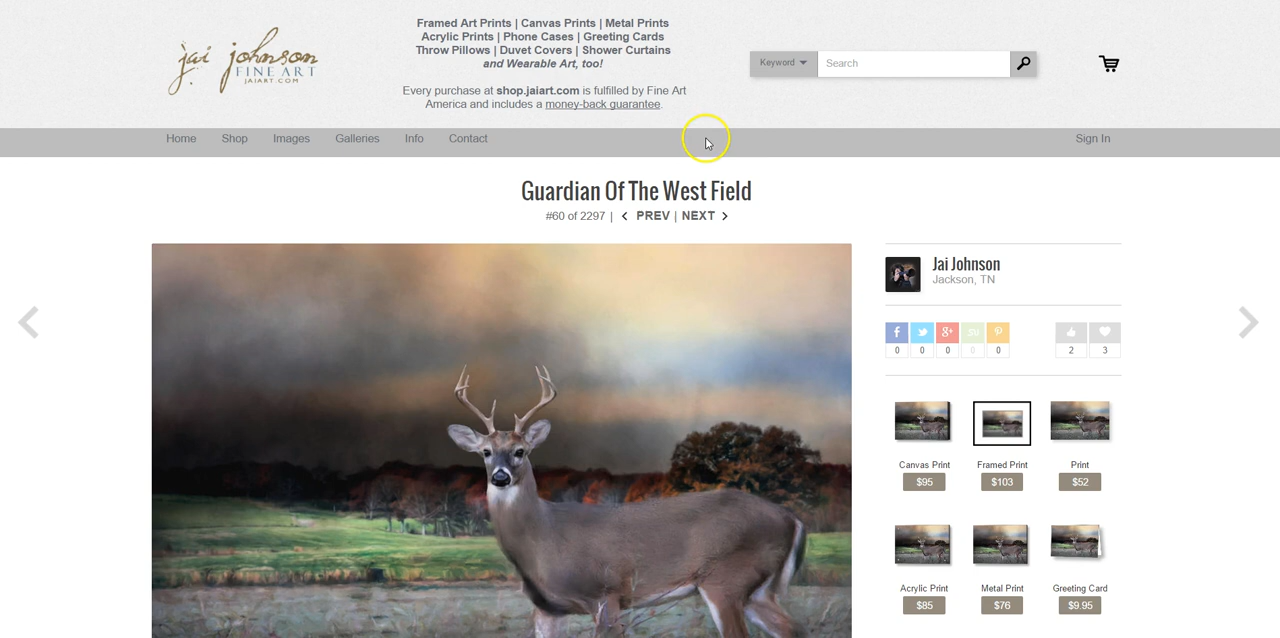 jai johnson
FINE ART
JAIART.COM
Framed Art Prints | Canvas Prints | Metal Prints
Acrylic Prints | Phone Cases | Greeting Cards
Throw Pillows | Duvet Covers | Shower Curtains
and Wearable Art, too!
Every purchase at shop.jaiart.com is fulfilled by Fine Art
America and includes a money-back guarantee.
Keyword
Search
Home Shop Images Galleries Info Contact Sign In
Guardian Of The West Field
#60 of 2297 | PREV | NEXT
Jai Johnson
Jackson, TN
f g+ su p
0 0 0 0 0 2 3
Canvas Print Framed Print Print
$95 $103 $52
Acrylic Print Metal Print Greeting Card
$85 $76 $9.95